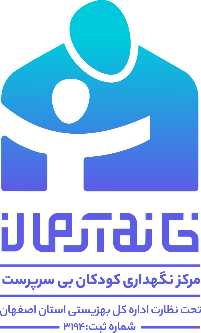 خانه آرمان
مرکز نگهداری کودکان بی سرپرست
تحت نظارت اداره کل بهزیستی استان اصفهان
شماره ثبت:۳۱۹۴